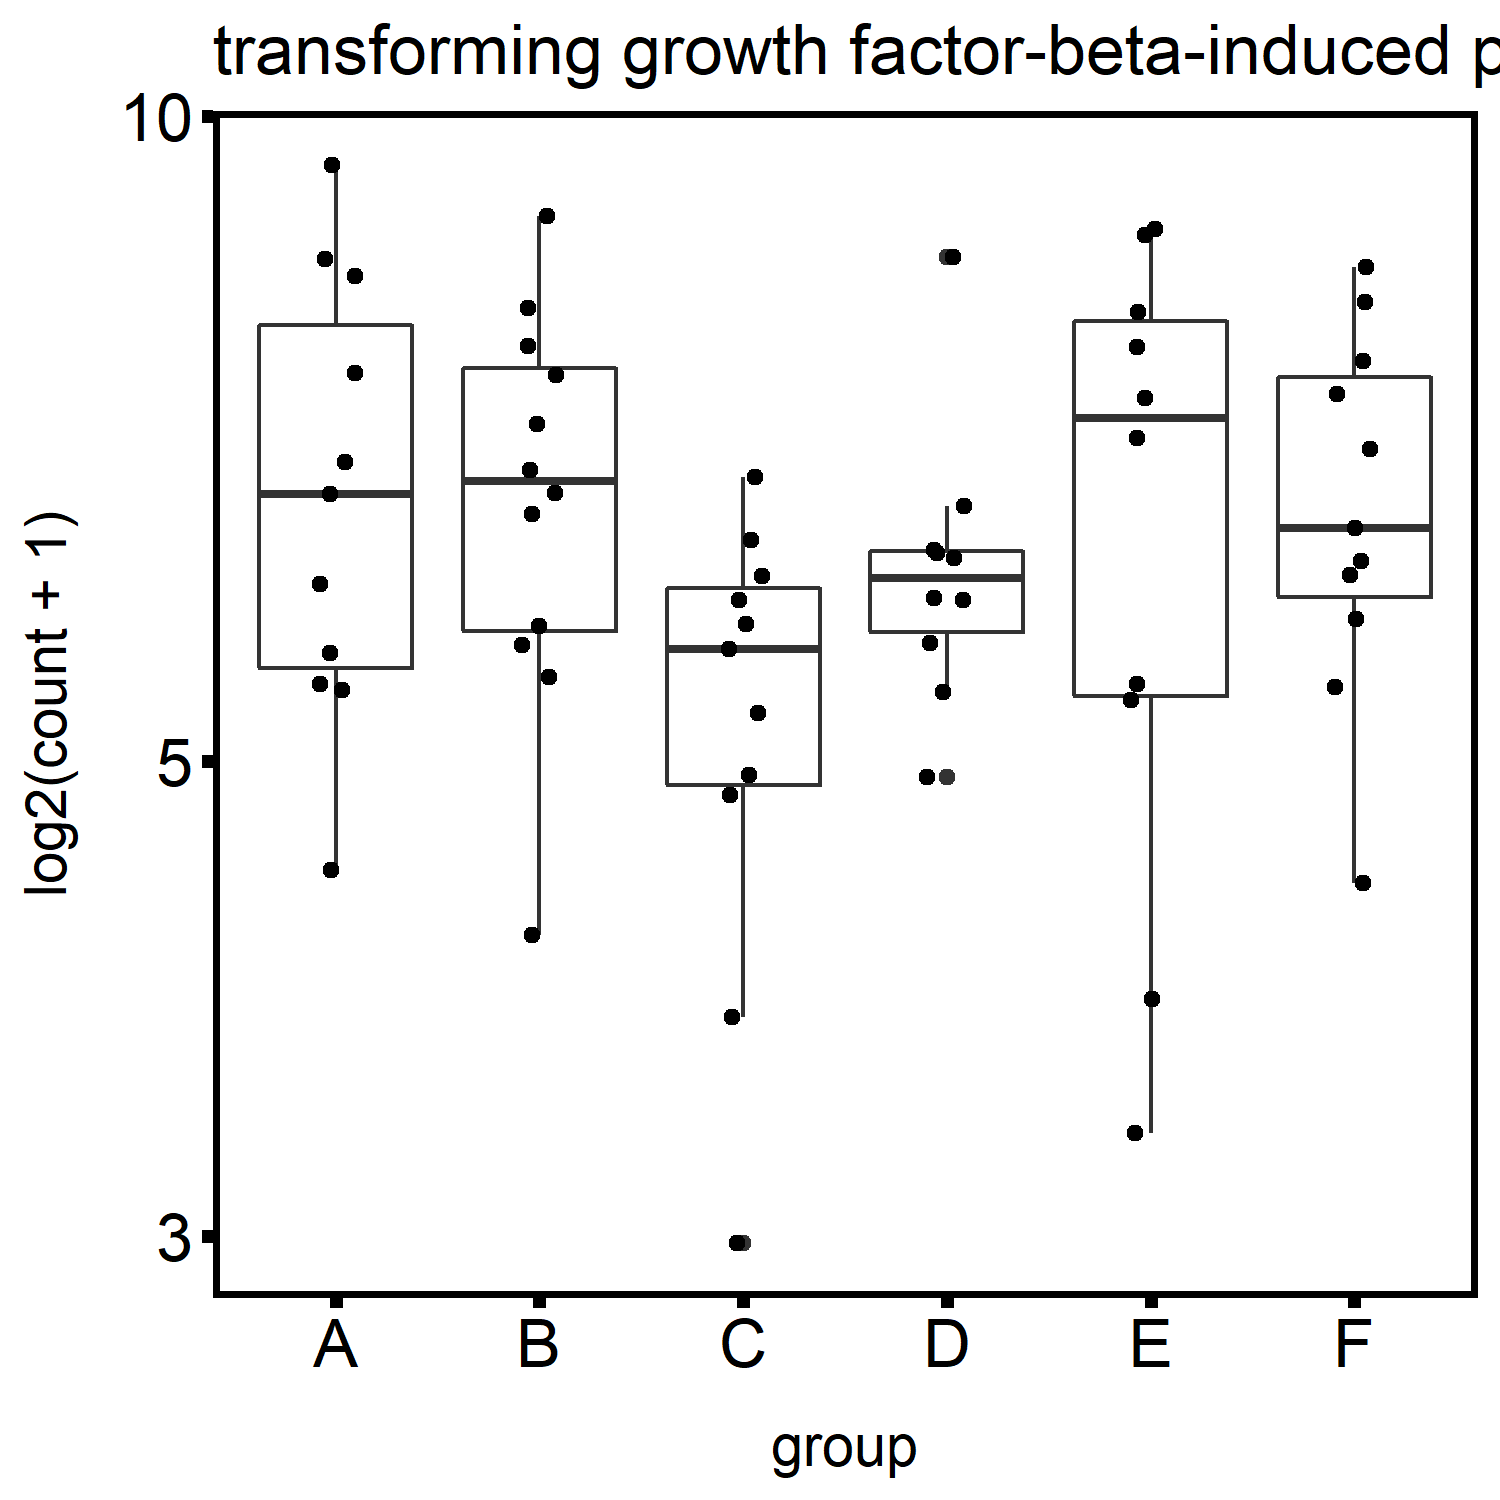 transforming growth factor-beta-induced p
10
5
3
log2(count + 1)
A B C D E F
group